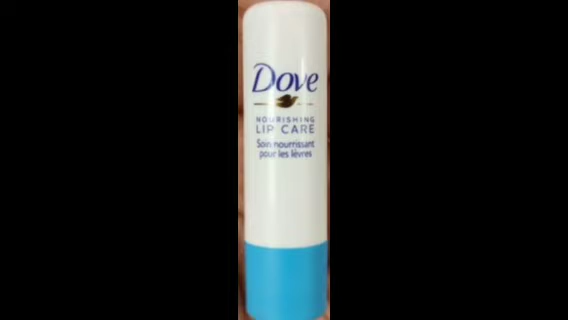 Dove
NOURISHING
LIP CARE
Soin nourrissant
pour les lèvres